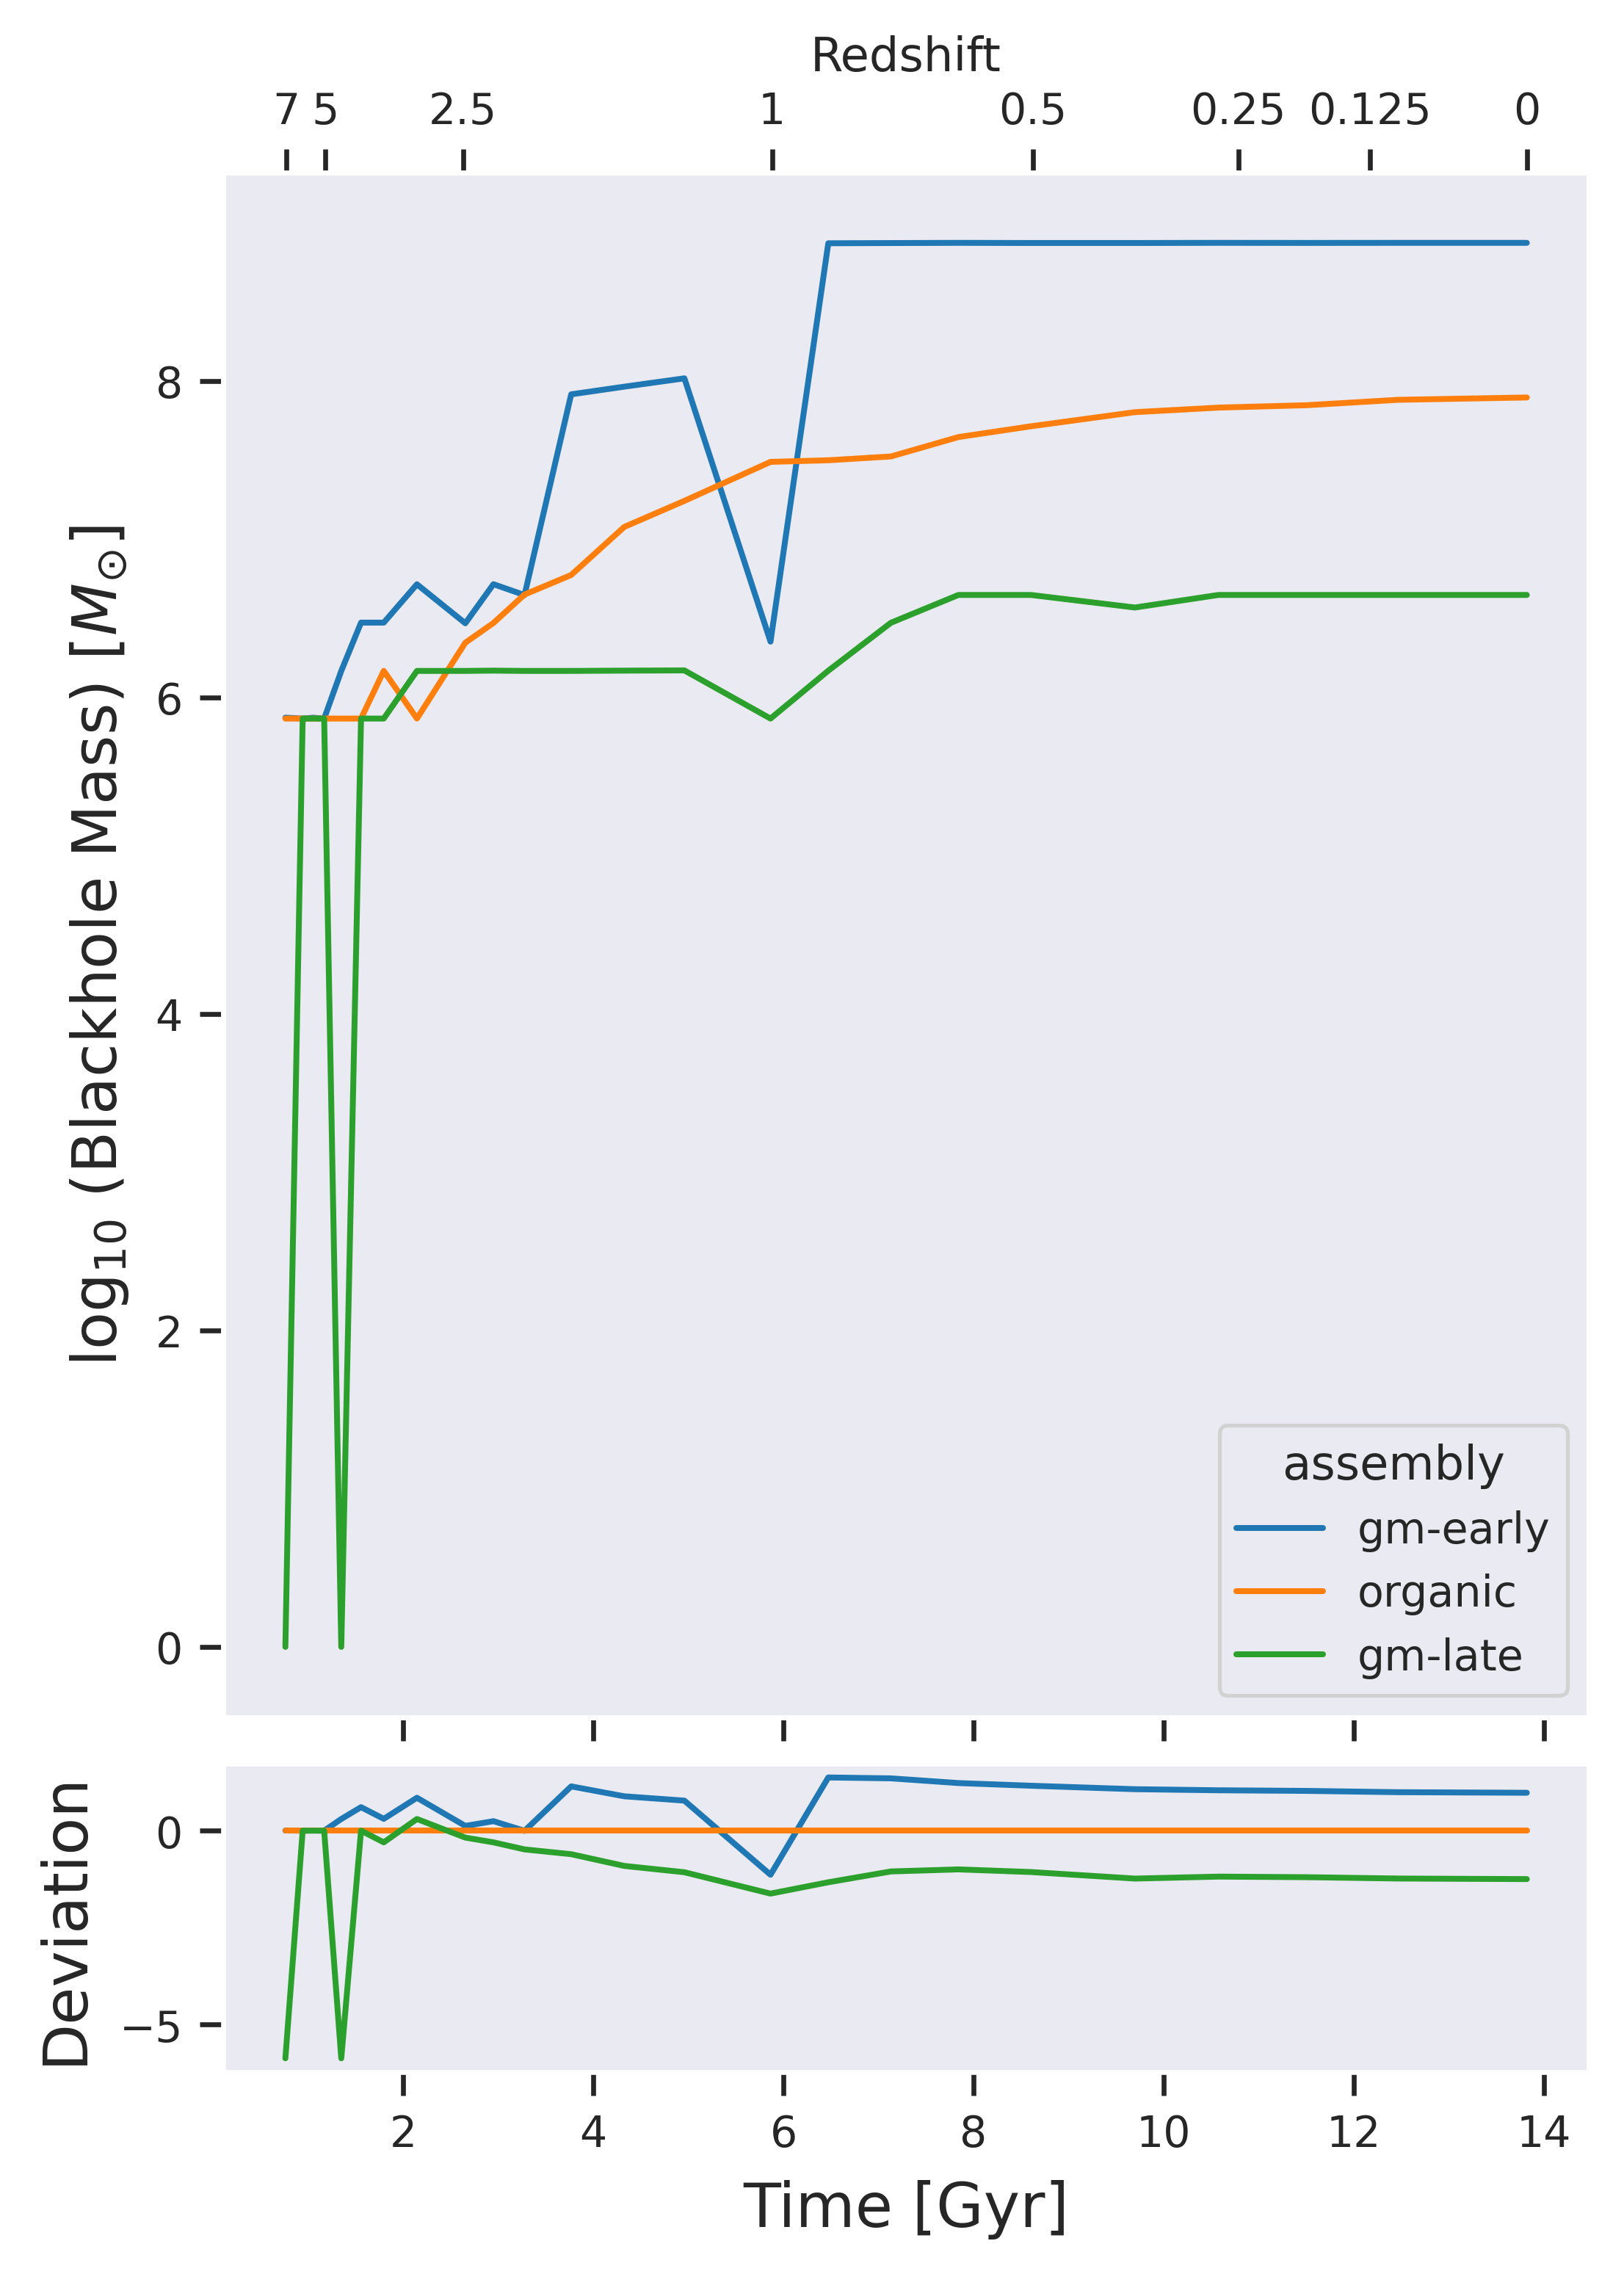 Redshift
7 5 2.5 1 0.5 0.25 0.125 0
log₁₀ (Blackhole Mass) [M☉]
8
6
4
2
0
assembly
gm-early
organic
gm-late
Deviation
0
−5
2 4 6 8 10 12 14
Time [Gyr]